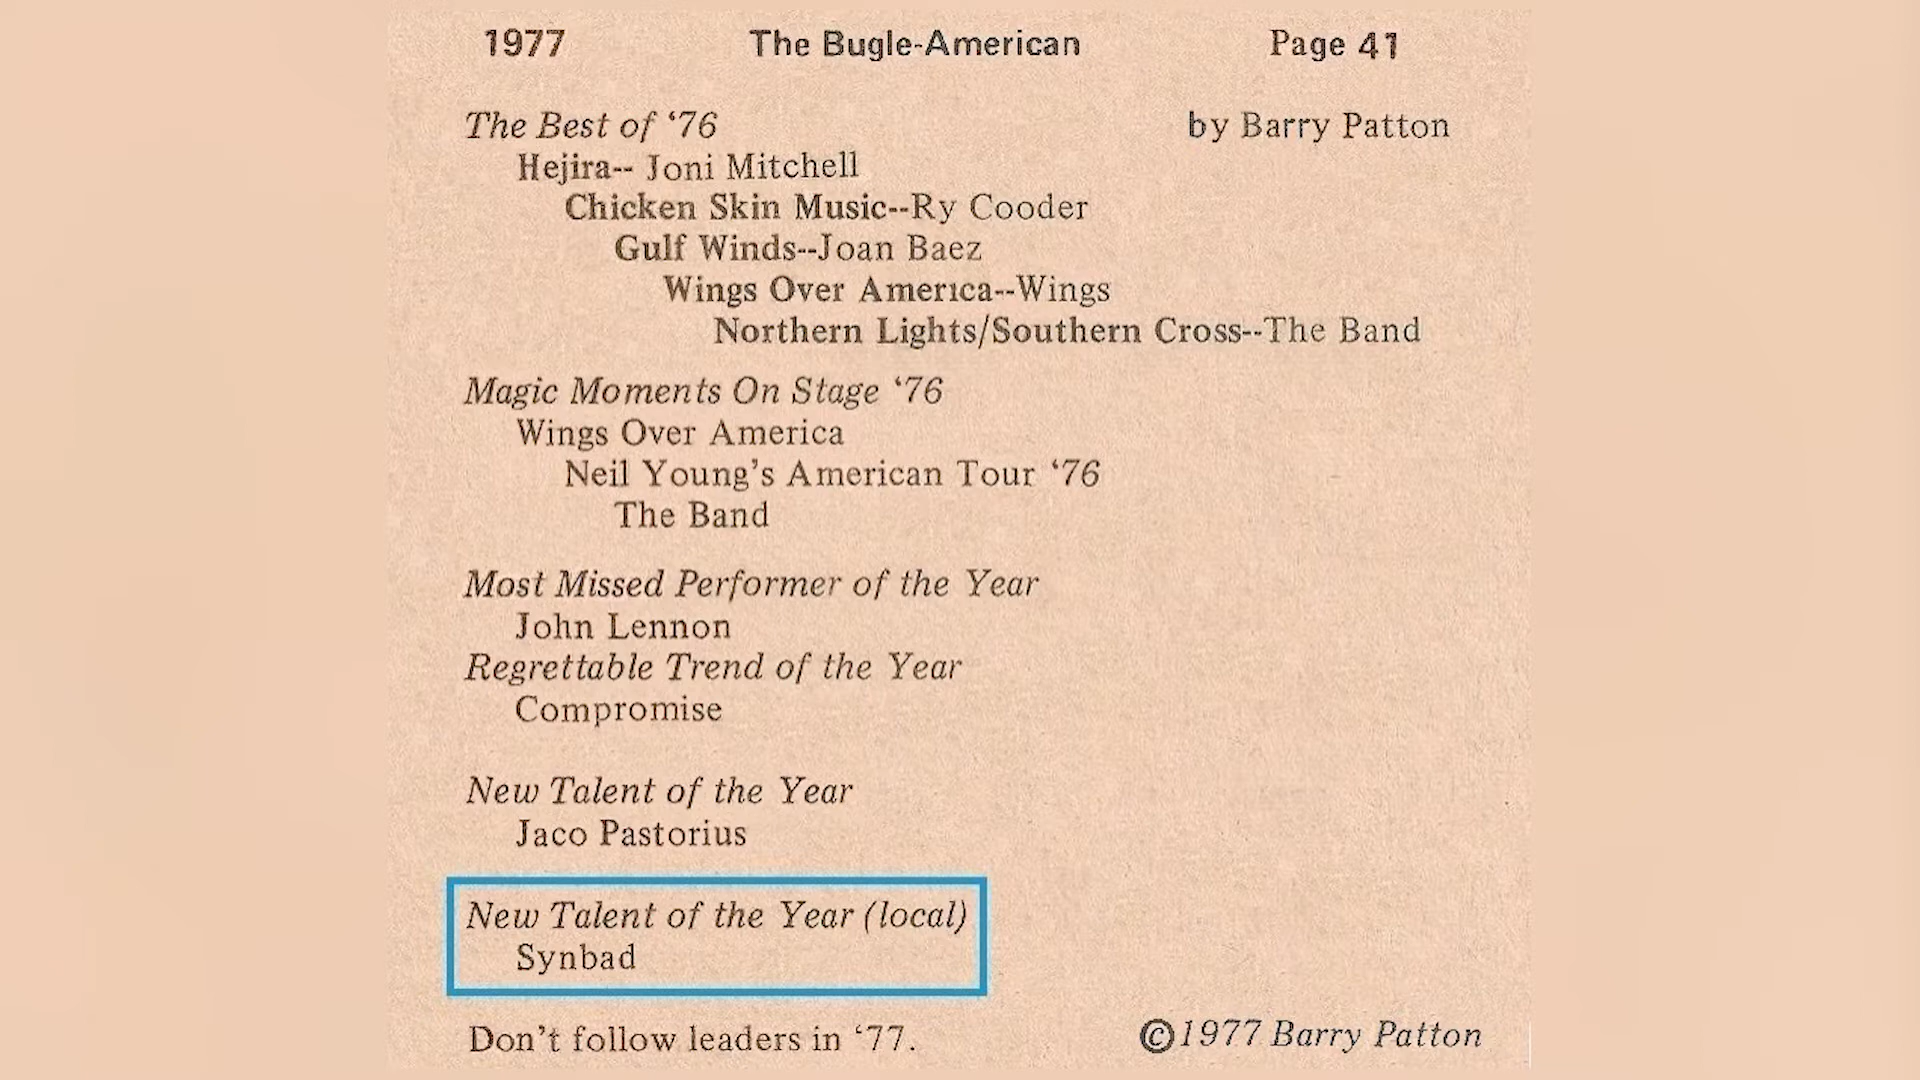 1977 The Bugle-American Page 41
The Best of ‘76 by Barry Patton
Hejira-- Joni Mitchell
Chicken Skin Music--Ry Cooder
Gulf Winds--Joan Baez
Wings Over America--Wings
Northern Lights/Southern Cross--The Band
Magic Moments On Stage ‘76
Wings Over America
Neil Young’s American Tour ‘76
The Band
Most Missed Performer of the Year
John Lennon
Regrettable Trend of the Year
Compromise
New Talent of the Year
Jaco Pastorius
New Talent of the Year (local)
Synbad
Don’t follow leaders in ‘77.
©1977 Barry Patton